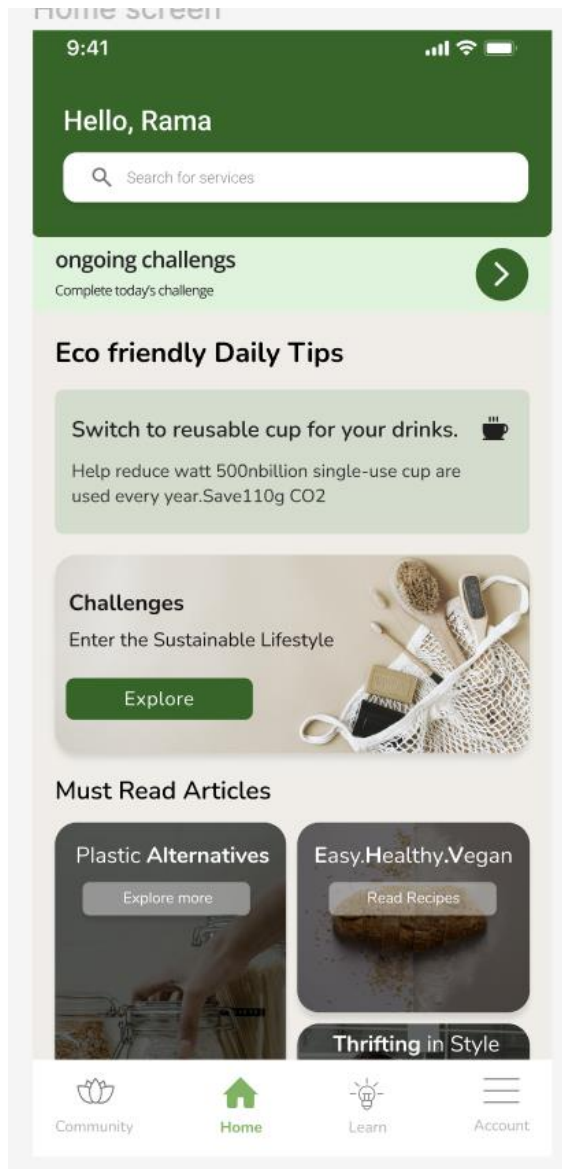 Home screen
9:41
Hello, Rama
Search for services
ongoing challengs
Complete today's challenge
Eco friendly Daily Tips
Switch to reusable cup for your drinks.
Help reduce watt 500nbillion single-use cup are
used every year.Save110g CO2
Challenges
Enter the Sustainable Lifestyle
Explore
Must Read Articles
Plastic Alternatives
Explore more
Easy.Healthy.Vegan
Read Recipes
Thrifting in Style
Community
Home
Learn
Account